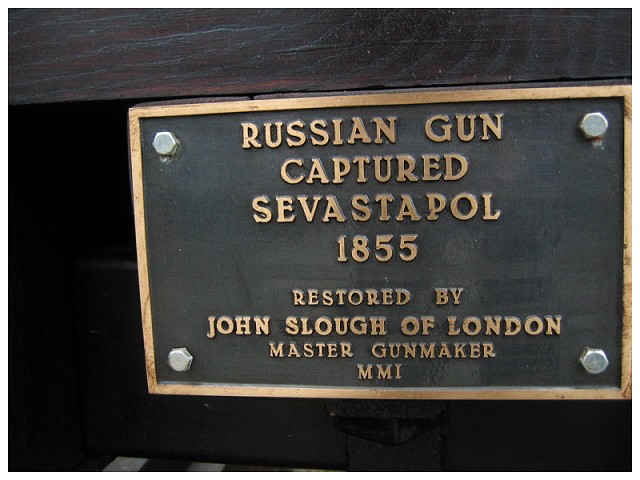 RUSSIAN GUN
CAPTURED
SEVASTAPOL
1855
RESTORED BY
JOHN SLOUGH OF LONDON
MASTER GUNMAKER
MMI